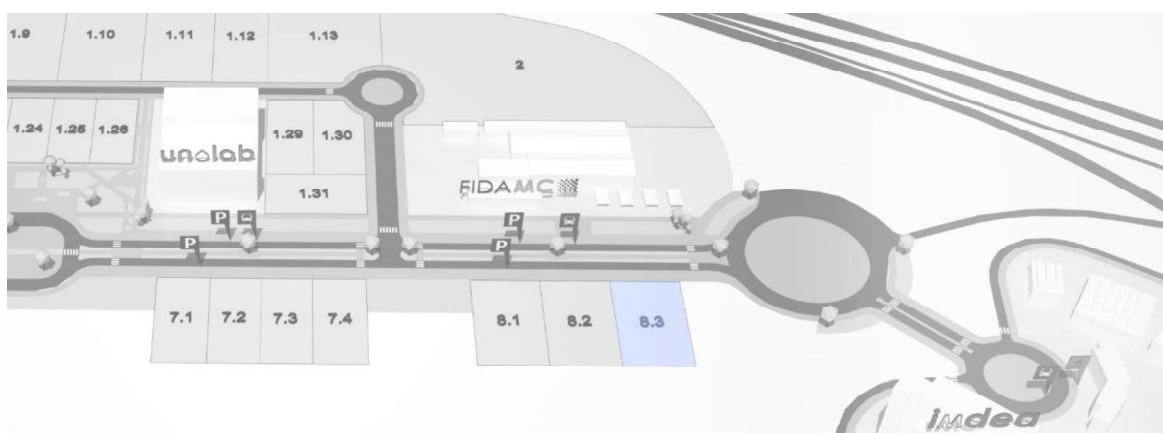 1.9 1.10 1.11 1.12 1.13
2
1.24 1.25 1.26 1.29 1.30
unolab
FIDAMC
1.31
P P
P P
7.1 7.2 7.3 7.4 8.1 8.2 8.3
imdea